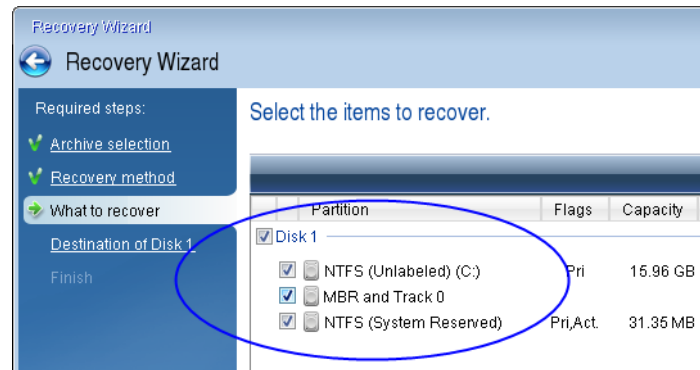 Recovery Wizard
Recovery Wizard
Required steps:
Archive selection
Recovery method
What to recover
Destination of Disk 1
Finish
Select the items to recover.
Partition Flags Capacity
Disk 1
NTFS (Unlabeled) (C:) Pri 15.96 GB
MBR and Track 0
NTFS (System Reserved) Pri,Act. 31.35 MB